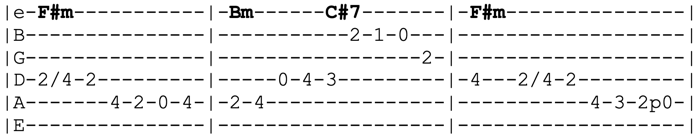 |e-F#m-----------|-Bm------C#7-------|-F#m---------------|
|B---------------|-----------2-1-0---|-------------------|
|G---------------|-----------------2-|-------------------|
|D-2/4-2---------|-----0-4-3---------|-4---2/4-2---------|
|A-------4-2-0-4-|-2-4---------------|-----------4-3-2p0-|
|E---------------|-------------------|-------------------|